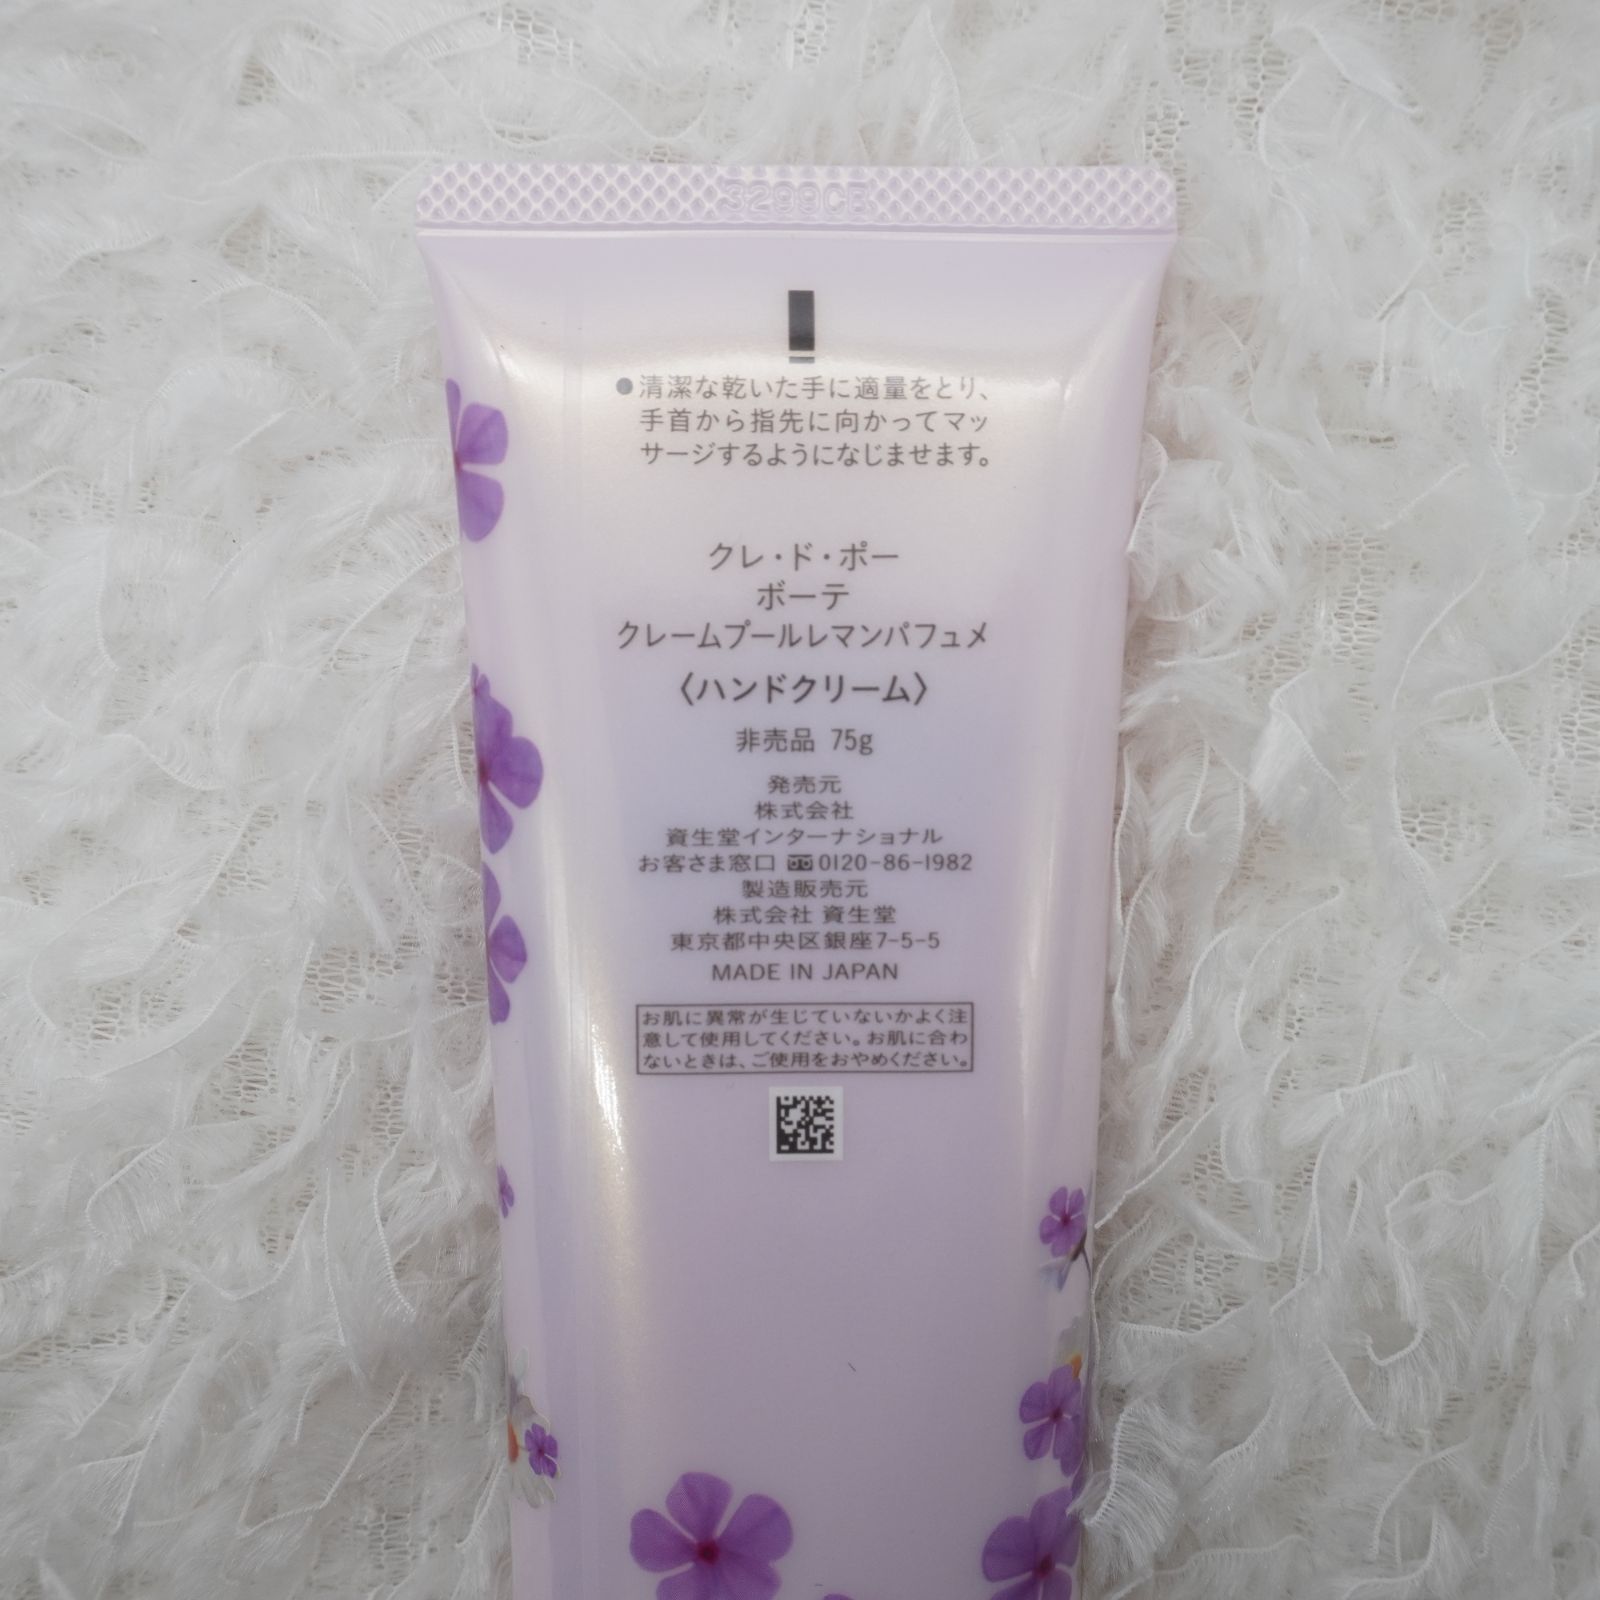 3299CE
●清潔な乾いた手に適量をとり、
手首から指先に向かってマッ
サージするようになじませます。
クレ・ド・ポー
ボーテ
クレームプールレマンパフュメ
〈ハンドクリーム〉
非売品 75g
発売元
株式会社
資生堂インターナショナル
お客さま窓口 0120-86-1982
製造販売元
株式会社 資生堂
東京都中央区銀座7-5-5
MADE IN JAPAN
お肌に異常が生じていないかよく注
意して使用してください。お肌に合わ
ないときは、ご使用をおやめください。